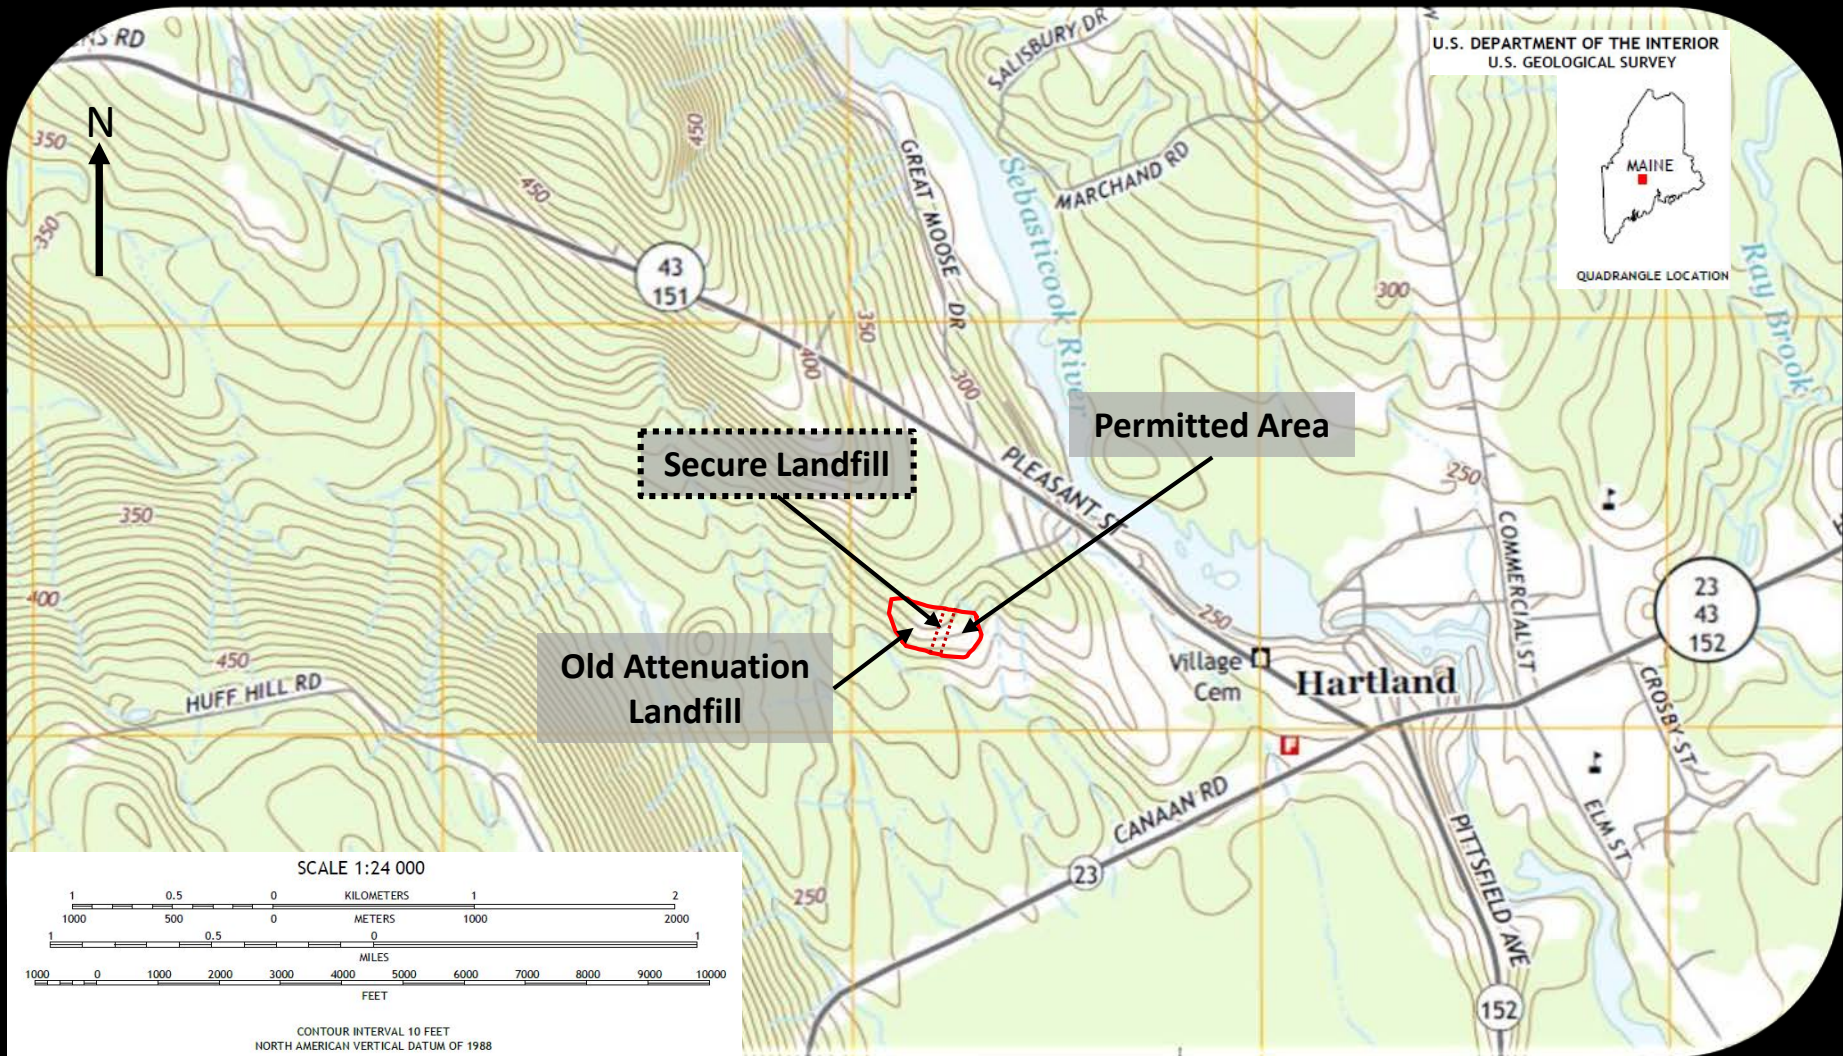 NS RD
SALISBURY DR
U.S. DEPARTMENT OF THE INTERIOR
U.S. GEOLOGICAL SURVEY
MAINE
QUADRANGLE LOCATION
N
350
450
450
350
GREAT MOOSE DR
Sebasticook River
MARCHAND RD
Ray Brook
43
151
300
350
400
300
Permitted Area
Secure Landfill
PLEASANT ST
250
350
COMMERCIAL ST
400
23
43
152
250
Old Attenuation
Landfill
Village
Cem
Hartland
450
HUFF HILL RD
CROSBY ST
CANAAN RD
ELM ST
PITTSFIELD AVE
23
250
152
SCALE 1:24 000
1 0.5 0 KILOMETERS 1 2
1000 500 0 METERS 1000 2000
1 0.5 0 1
MILES
1000 0 1000 2000 3000 4000 5000 6000 7000 8000 9000 10000
FEET
CONTOUR INTERVAL 10 FEET
NORTH AMERICAN VERTICAL DATUM OF 1988